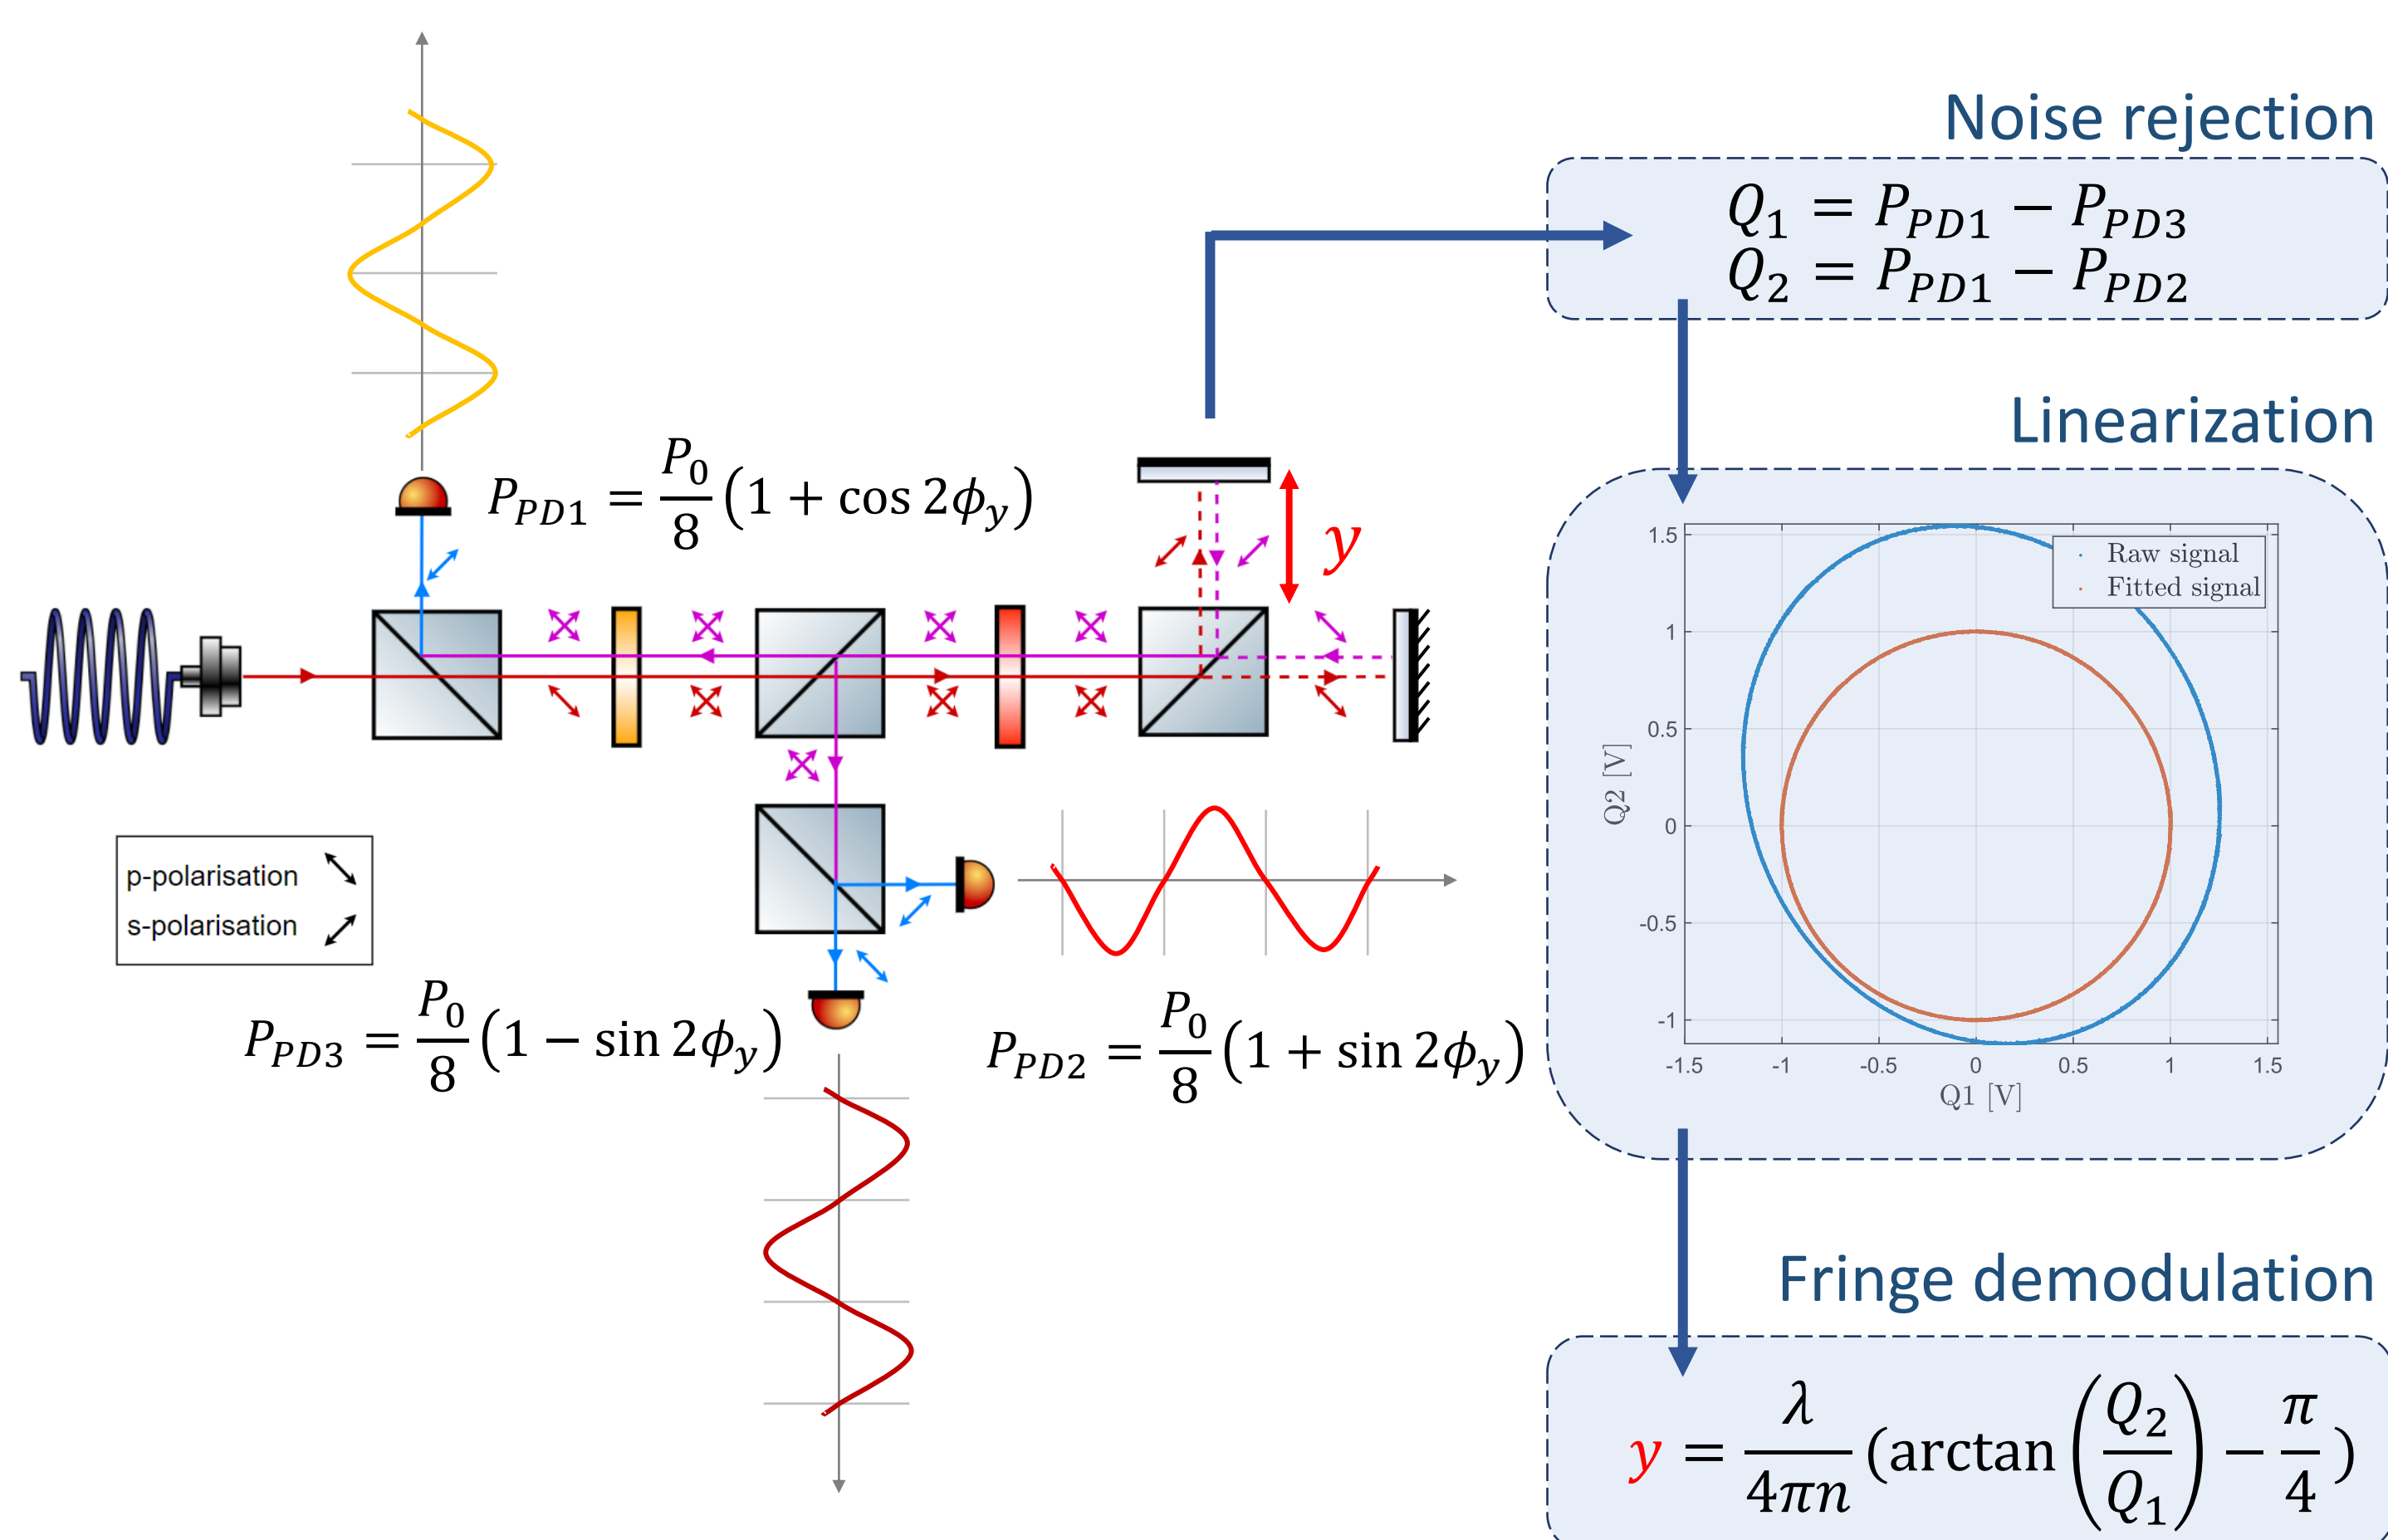 Noise rejection
Q₁ = P_PD1 − P_PD3
Q₂ = P_PD1 − P_PD2
Linearization
P_PD1 = P₀/8 (1 + cos 2ϕ_y)
y
1.5
1
0.5
0
-0.5
-1
Q2 [V]
Raw signal
Fitted signal
-1.5 -1 -0.5 0 0.5 1 1.5
Q1 [V]
p-polarisation
s-polarisation
P_PD3 = P₀/8 (1 − sin 2ϕ_y)
P_PD2 = P₀/8 (1 + sin 2ϕ_y)
Fringe demodulation
y = λ/4πn (arctan(Q₂/Q₁) − π/4)